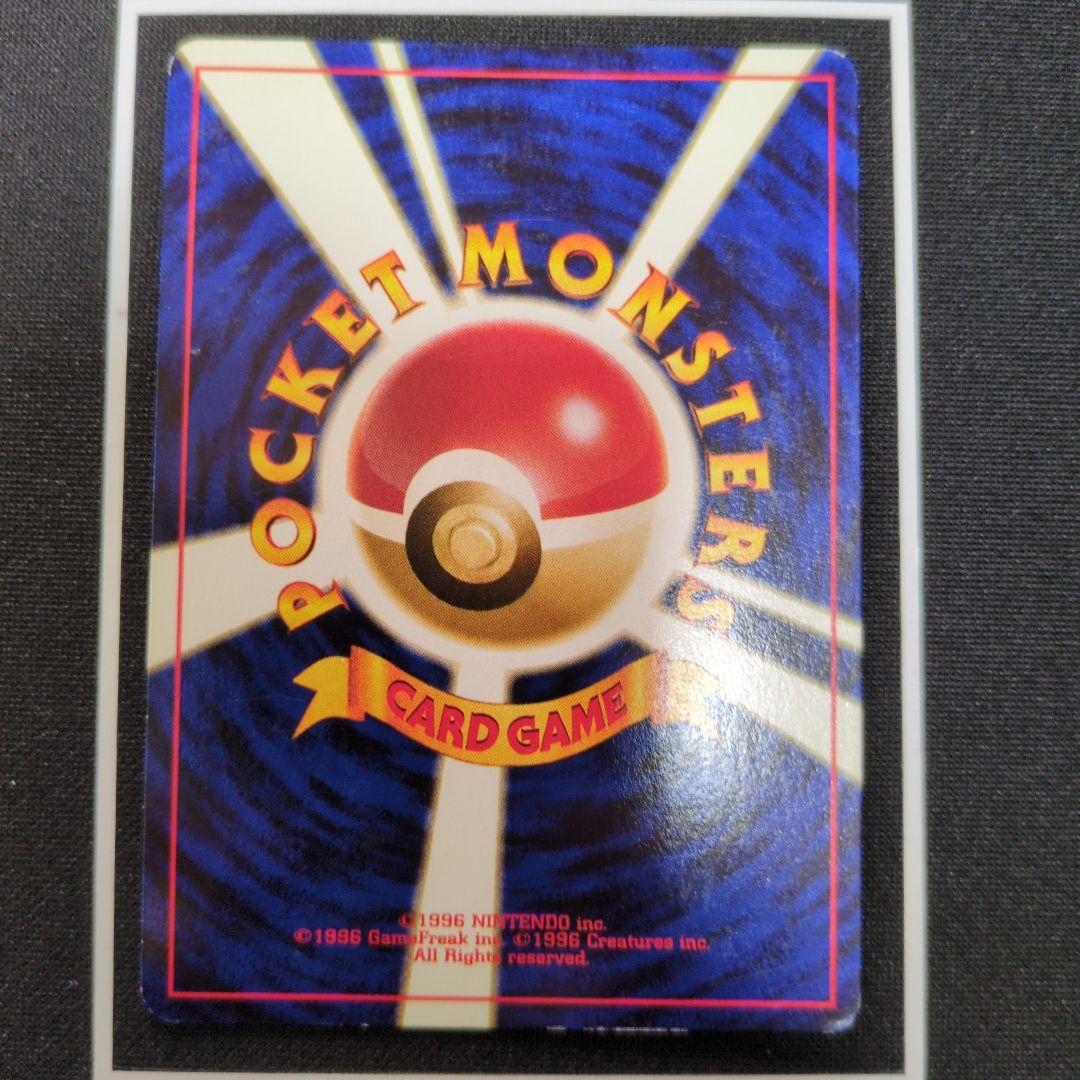 POCKET MONSTERS
CARD GAME
©1996 NINTENDO inc.
©1996 GameFreak inc. ©1996 Creatures inc.
All Rights reserved.